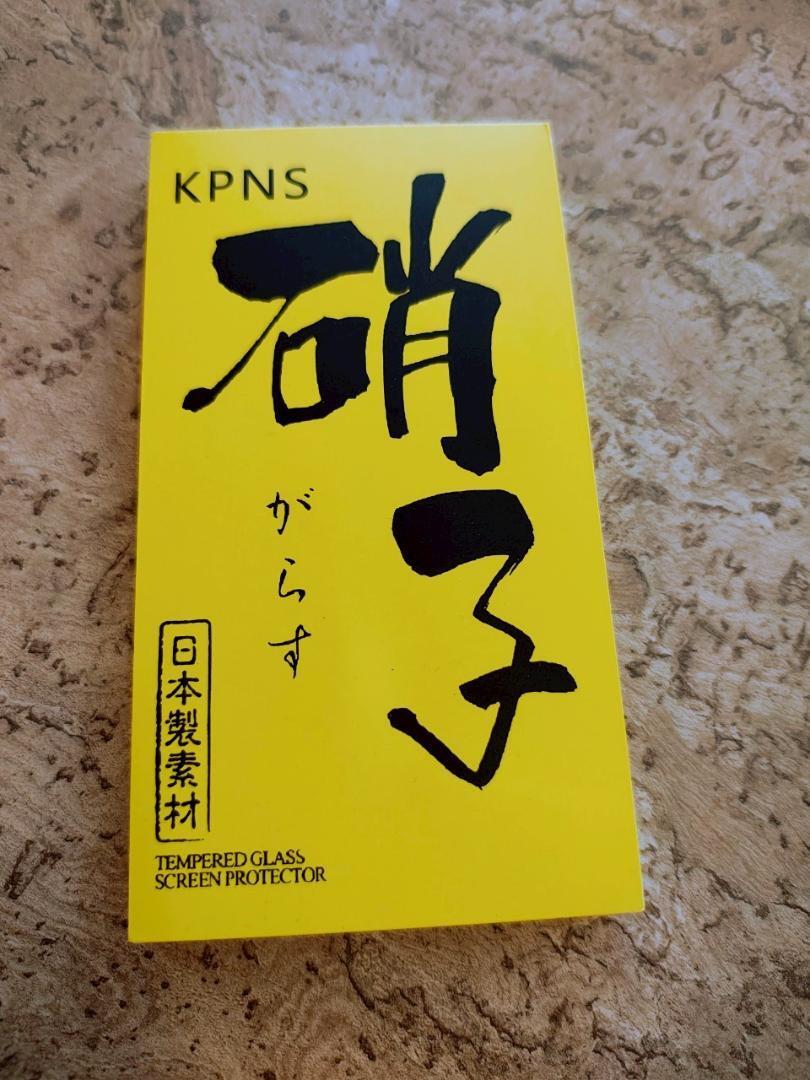 KPNS
硝子
がらす
日本製素材
TEMPERED GLASS
SCREEN PROTECTOR